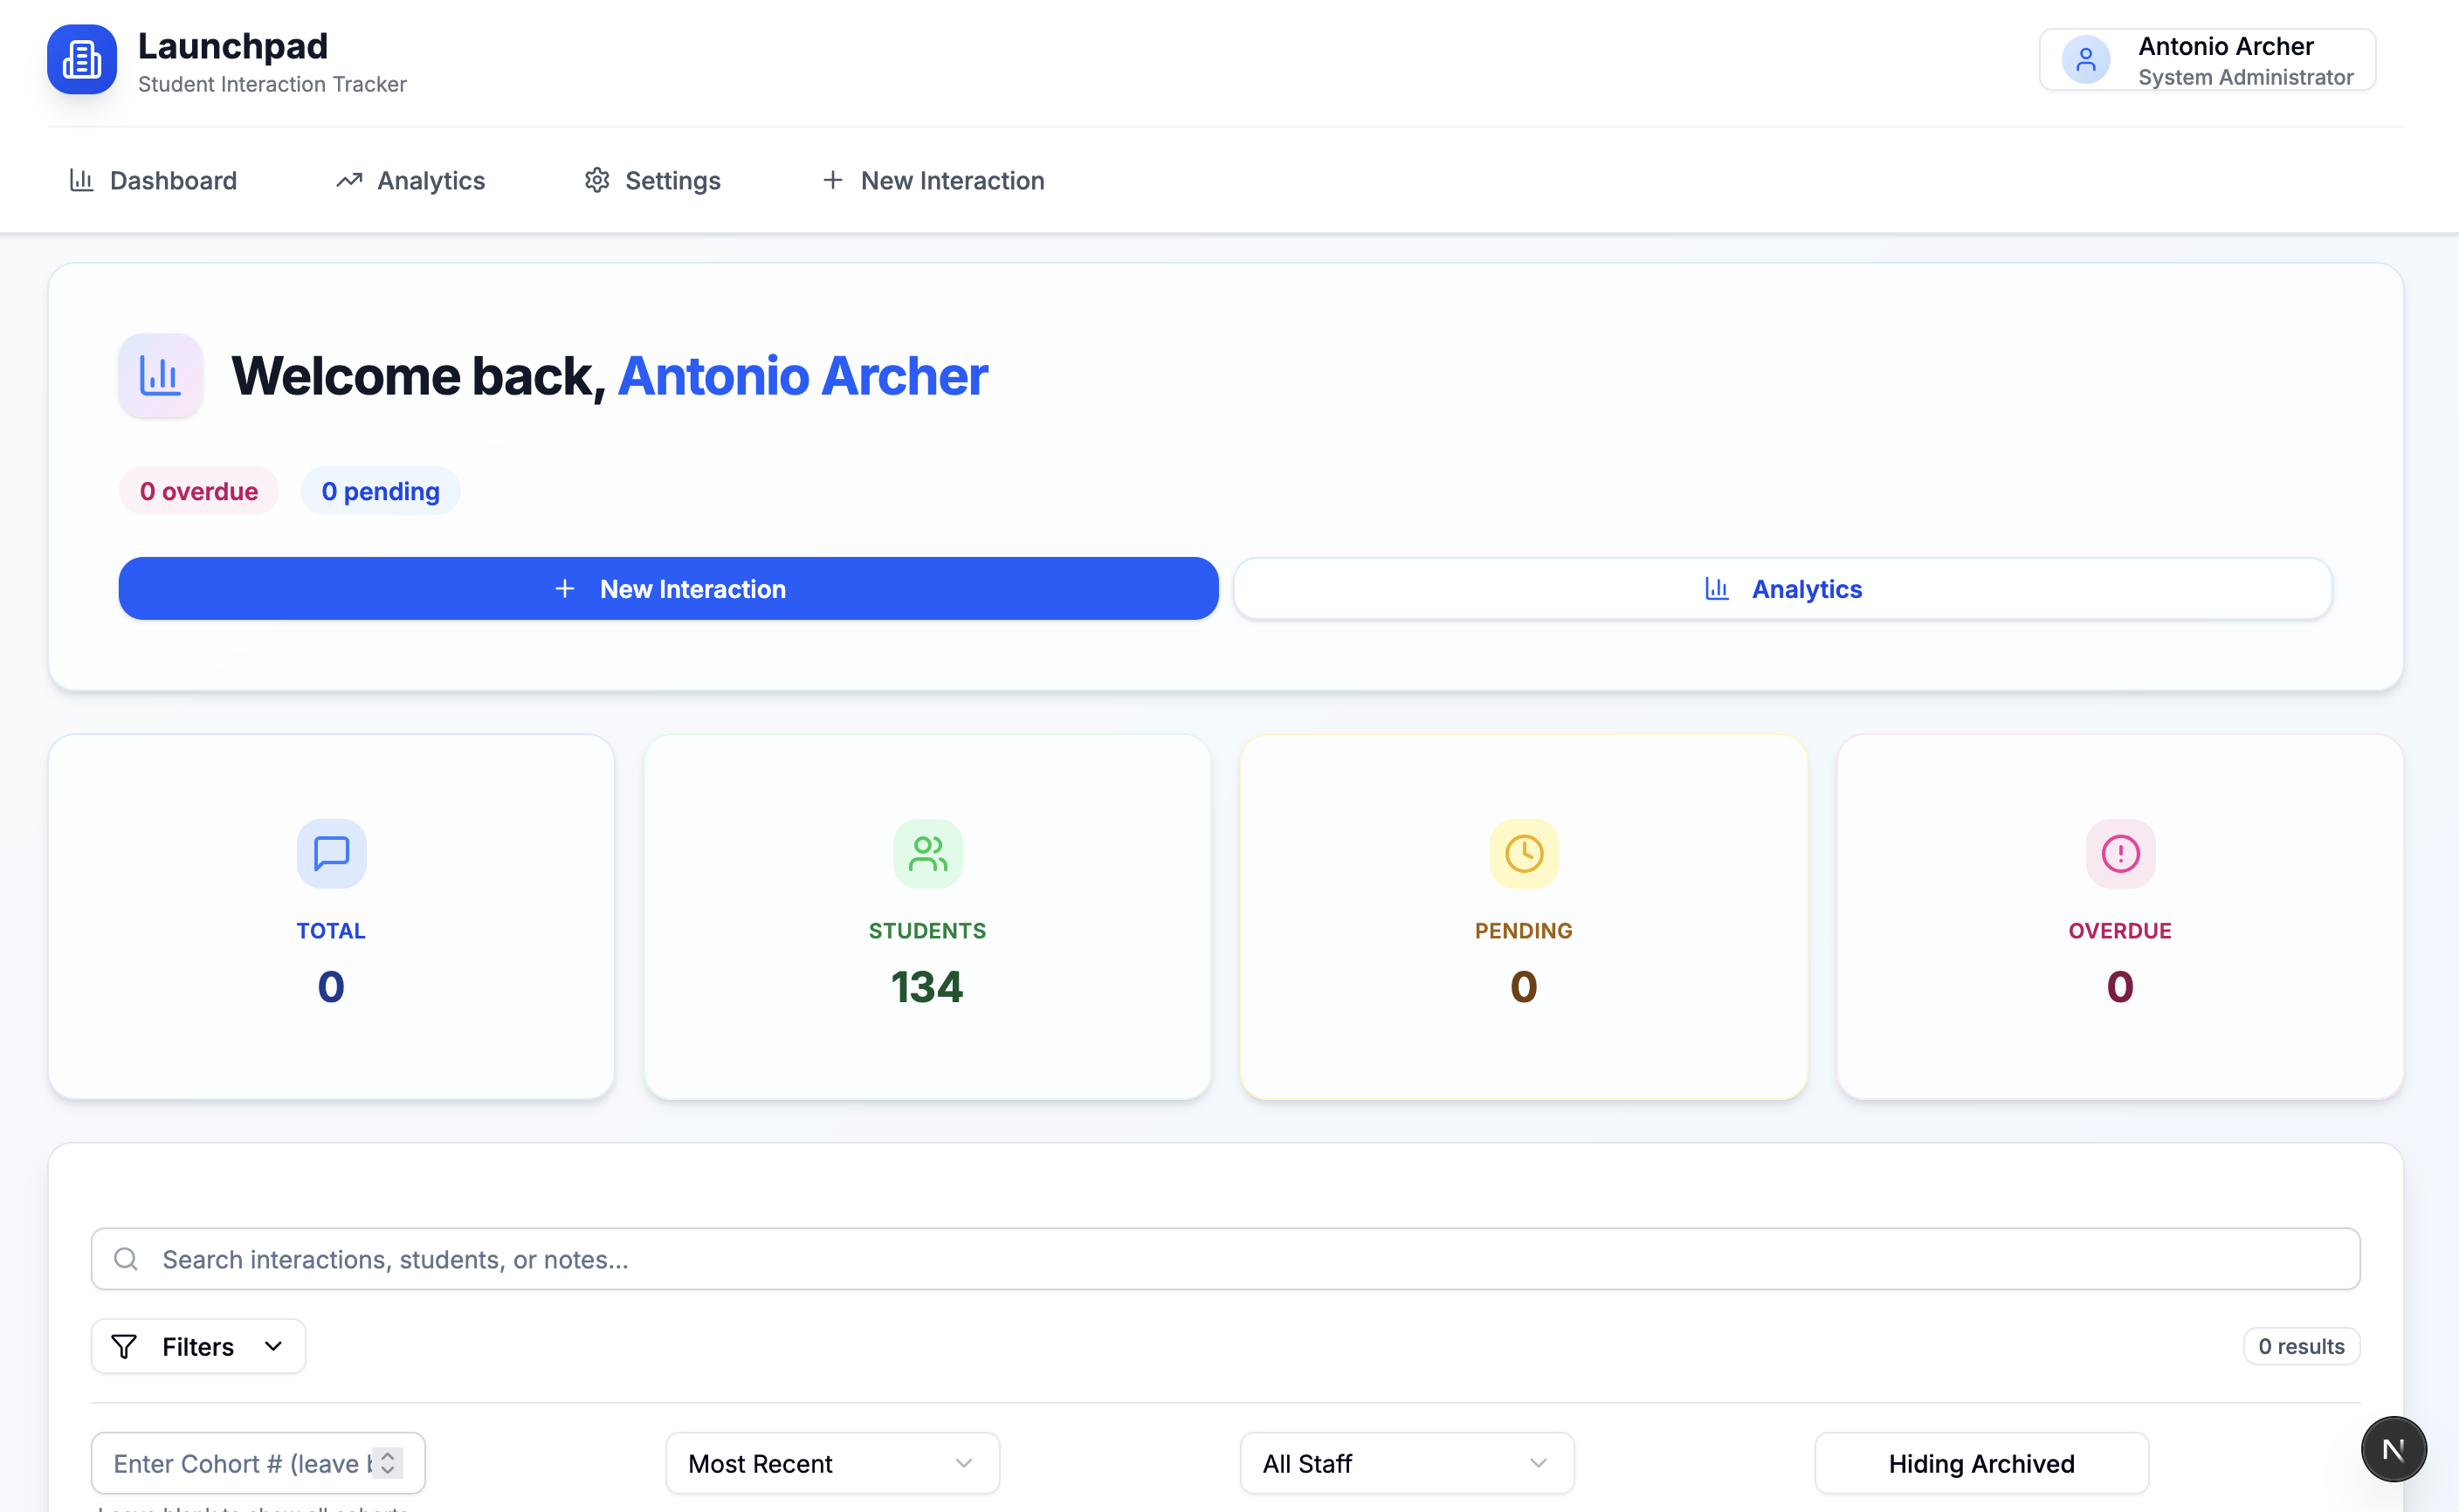 Launchpad
Student Interaction Tracker
Antonio Archer
System Administrator
Dashboard
Analytics
Settings
New Interaction
Welcome back, Antonio Archer
0 overdue
0 pending
New Interaction
Analytics
TOTAL
0
STUDENTS
134
PENDING
0
OVERDUE
0
Search interactions, students, or notes...
Filters
0 results
Enter Cohort # (leave
Most Recent
All Staff
Hiding Archived
N